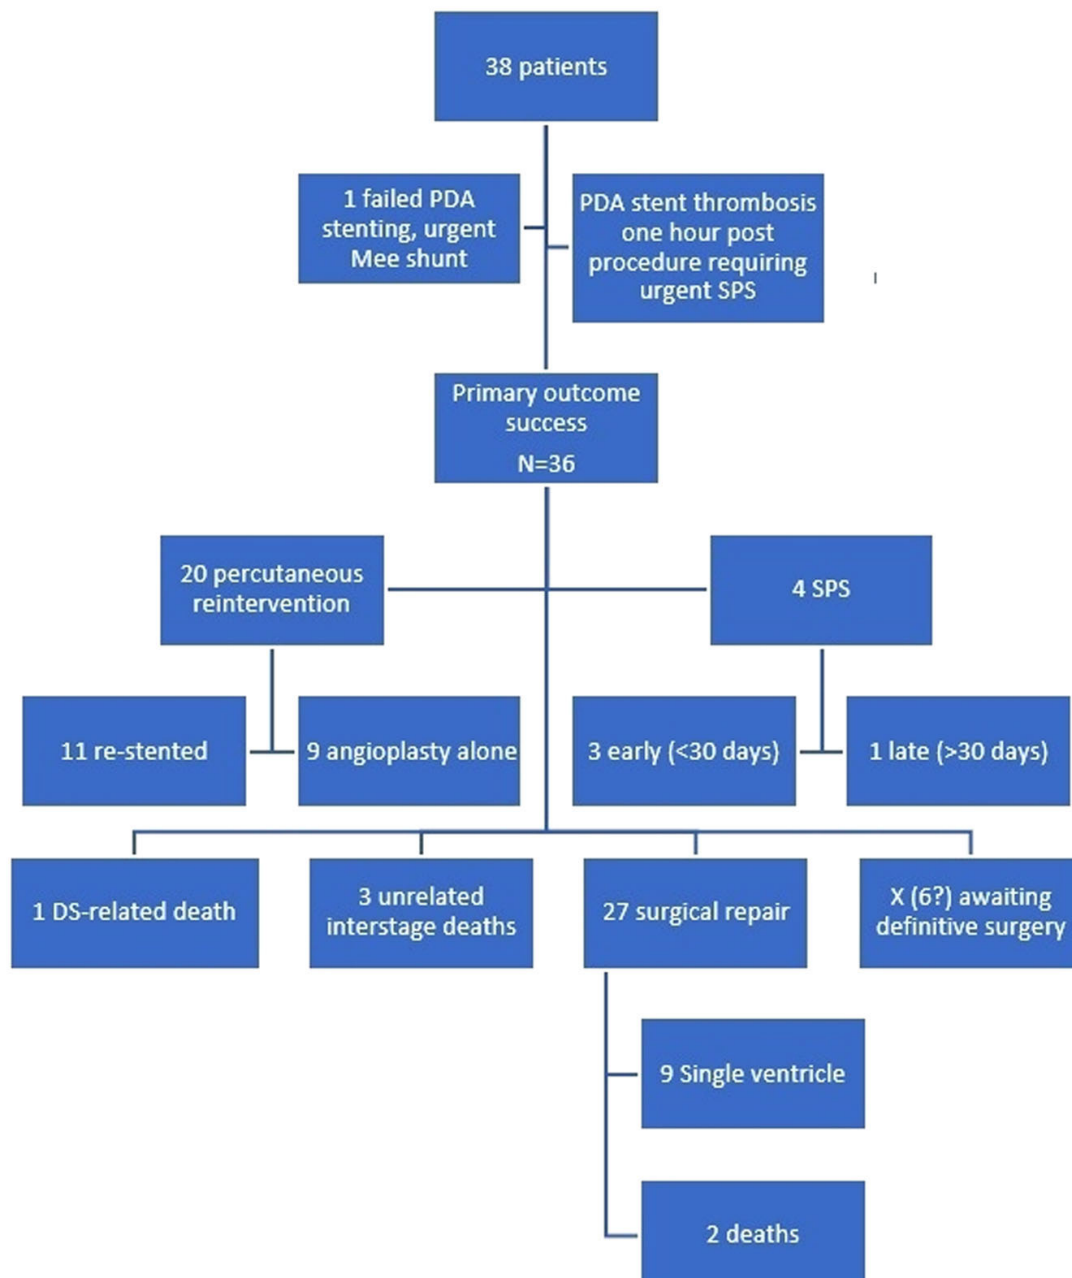 38 patients
1 failed PDA
stenting, urgent
Mee shunt
PDA stent thrombosis
one hour post
procedure requiring
urgent SPS
Primary outcome
success
N=36
20 percutaneous
reintervention
4 SPS
11 re-stented
9 angioplasty alone
3 early (<30 days)
1 late (>30 days)
1 DS-related death
3 unrelated
interstage deaths
27 surgical repair
X (6?) awaiting
definitive surgery
9 Single ventricle
2 deaths